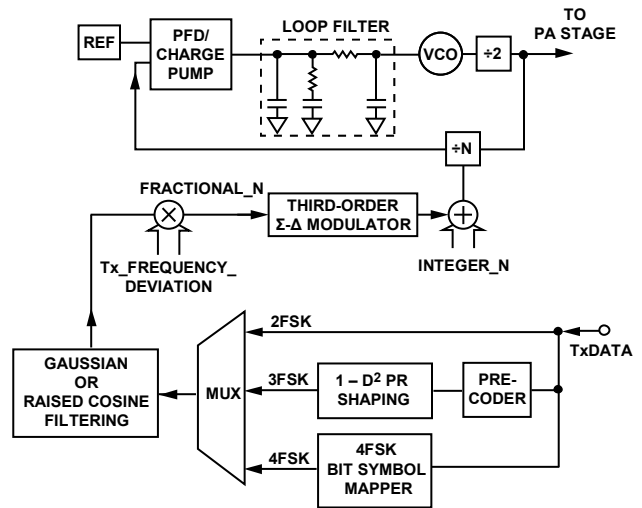 TO
PA STAGE
LOOP FILTER
REF
PFD/
CHARGE
PUMP
VCO
÷2
÷N
FRACTIONAL_N
THIRD-ORDER
Σ-Δ MODULATOR
Tx_FREQUENCY_
DEVIATION
INTEGER_N
2FSK
TxDATA
GAUSSIAN
OR
RAISED COSINE
FILTERING
MUX
3FSK
1 – D² PR
SHAPING
PRE-
CODER
4FSK
4FSK
BIT SYMBOL
MAPPER